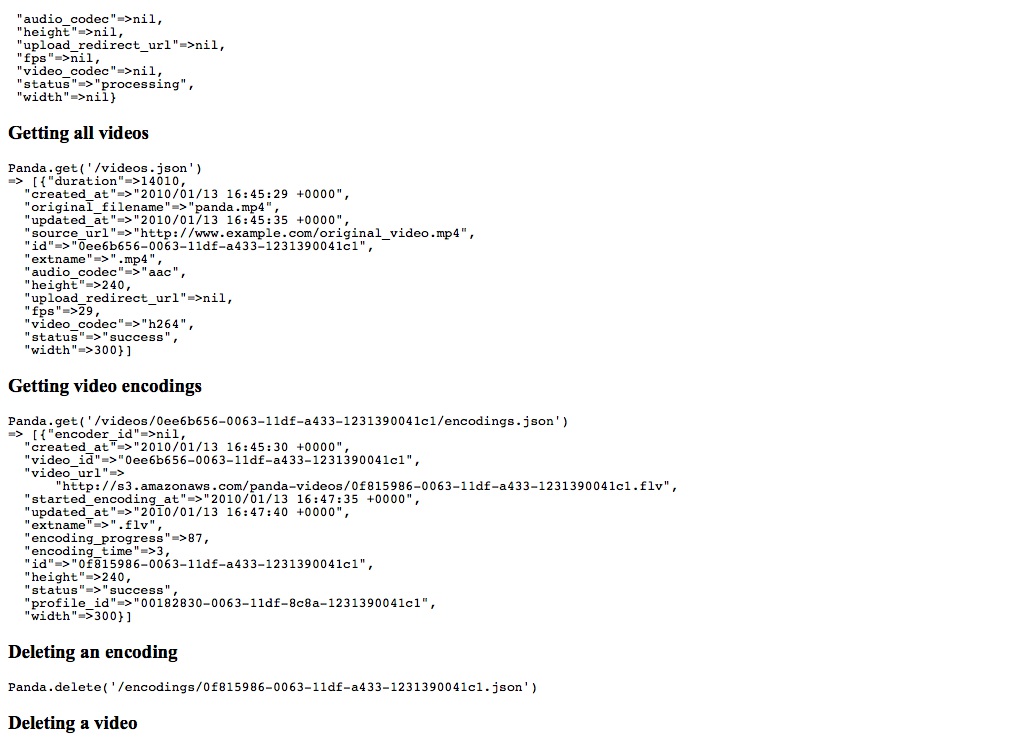 "audio_codec"=>nil,
"height"=>nil,
"upload_redirect_url"=>nil,
"fps"=>nil,
"video_codec"=>nil,
"status"=>"processing",
"width"=>nil}
Getting all videos
Panda.get('/videos.json')
=> [{"duration"=>14010,
"created_at"=>"2010/01/13 16:45:29 +0000",
"original_filename"=>"panda.mp4",
"updated_at"=>"2010/01/13 16:45:35 +0000",
"source_url"=>"http://www.example.com/original_video.mp4",
"id"=>"0ee6b656-0063-11df-a433-1231390041c1",
"extname"=>".mp4",
"audio_codec"=>"aac",
"height"=>240,
"upload_redirect_url"=>nil,
"fps"=>29,
"video_codec"=>"h264",
"status"=>"success",
"width"=>300}]
Getting video encodings
Panda.get('/videos/0ee6b656-0063-11df-a433-1231390041c1/encodings.json')
=> [{"encoder_id"=>nil,
"created_at"=>"2010/01/13 16:45:30 +0000",
"video_id"=>"0ee6b656-0063-11df-a433-1231390041c1",
"video_url"=>
"http://s3.amazonaws.com/panda-videos/0f815986-0063-11df-a433-1231390041c1.flv",
"started_encoding_at"=>"2010/01/13 16:47:35 +0000",
"updated_at"=>"2010/01/13 16:47:40 +0000",
"extname"=>".flv",
"encoding_progress"=>87,
"encoding_time"=>3,
"id"=>"0f815986-0063-11df-a433-1231390041c1",
"height"=>240,
"status"=>"success",
"profile_id"=>"00182830-0063-11df-8c8a-1231390041c1",
"width"=>300}]
Deleting an encoding
Panda.delete('/encodings/0f815986-0063-11df-a433-1231390041c1.json')
Deleting a video